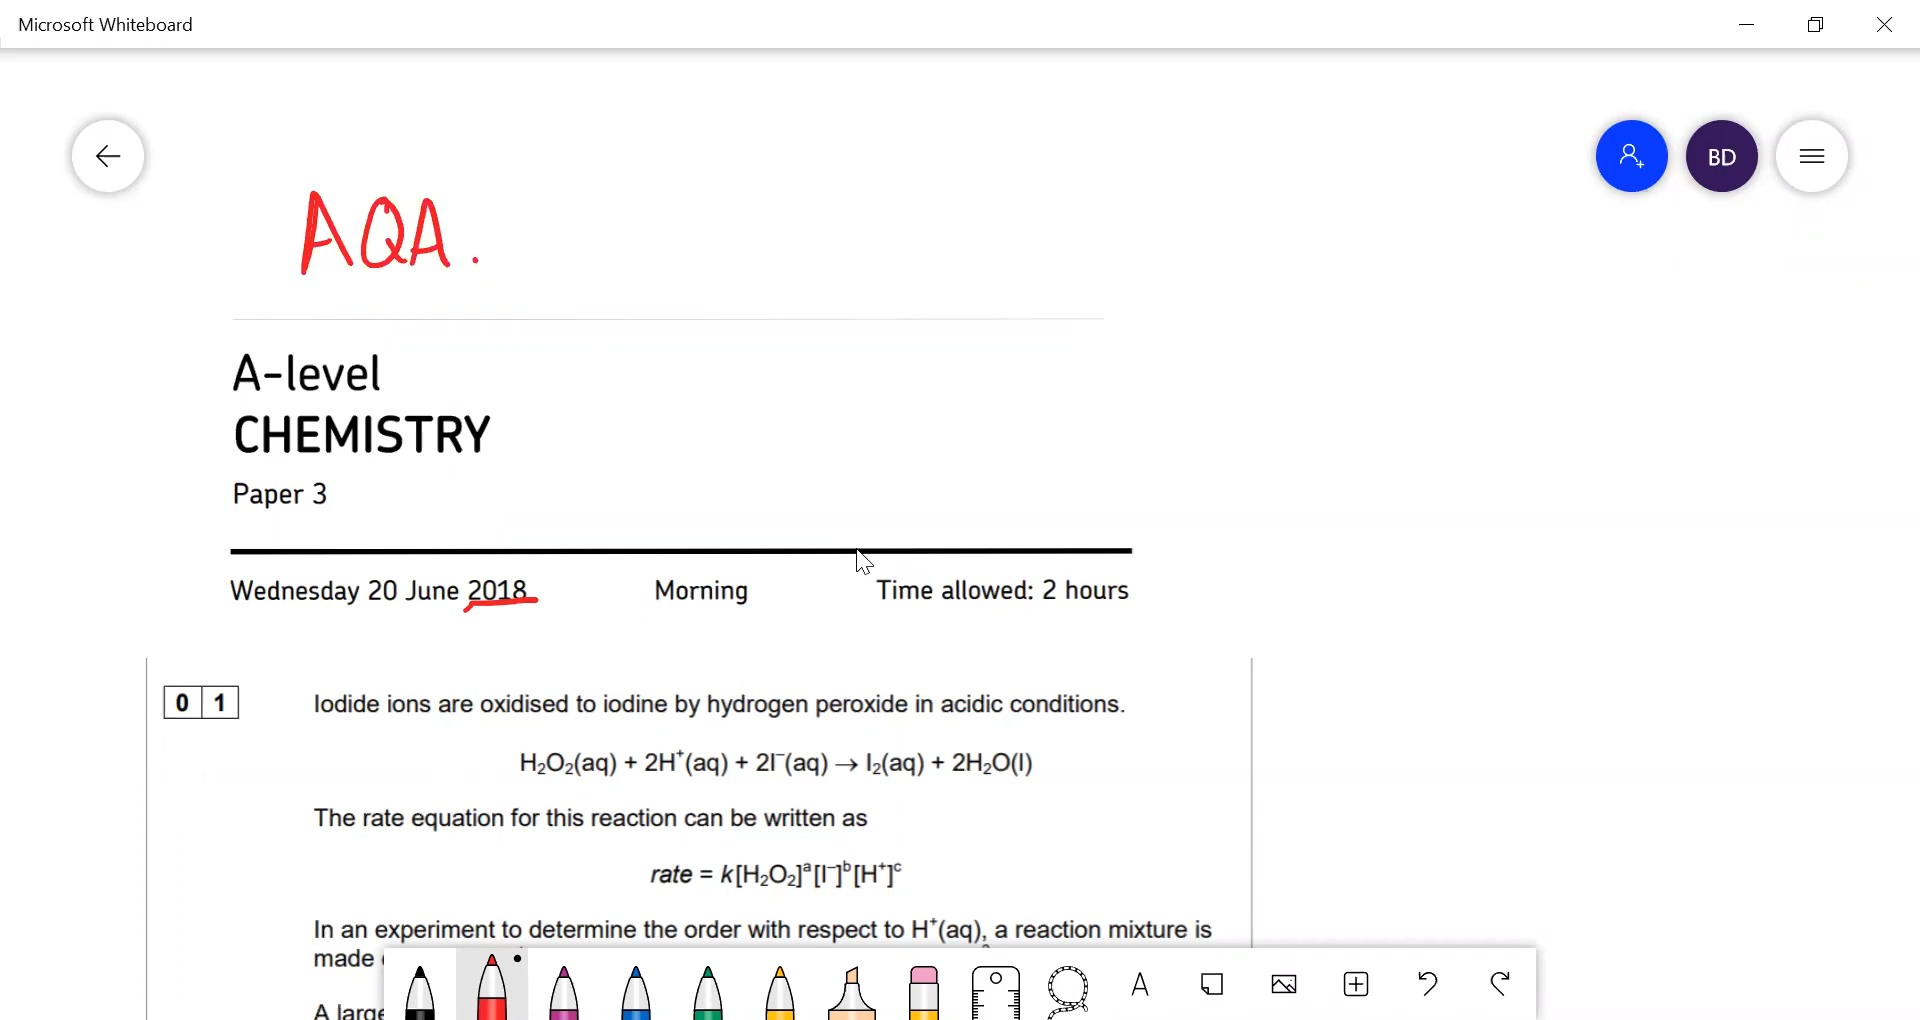 Microsoft Whiteboard
BD
AQA.
A-level
CHEMISTRY
Paper 3
Wednesday 20 June 2018 Morning Time allowed: 2 hours
0 1 Iodide ions are oxidised to iodine by hydrogen peroxide in acidic conditions.
H₂O₂(aq) + 2H⁺(aq) + 2I⁻(aq) → I₂(aq) + 2H₂O(l)
The rate equation for this reaction can be written as
rate = k[H₂O₂]ᵃ[I⁻]ᵇ[H⁺]ᶜ
In an experiment to determine the order with respect to H⁺(aq), a reaction mixture is
made
A large
A